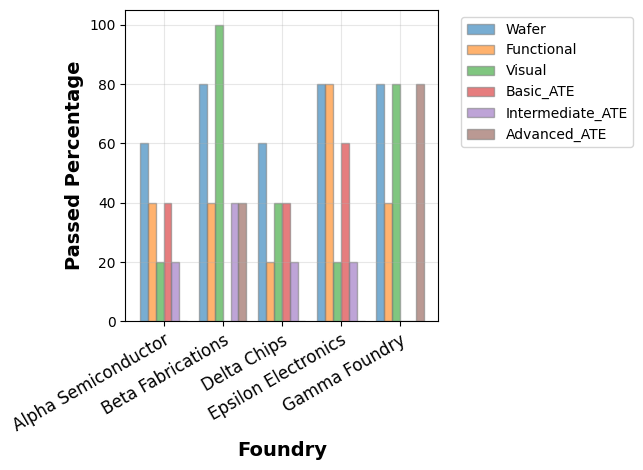 100
80
60
40
20
0
Passed Percentage
Alpha Semiconductor
Beta Fabrications
Delta Chips
Epsilon Electronics
Gamma Foundry
Foundry
Wafer
Functional
Visual
Basic_ATE
Intermediate_ATE
Advanced_ATE